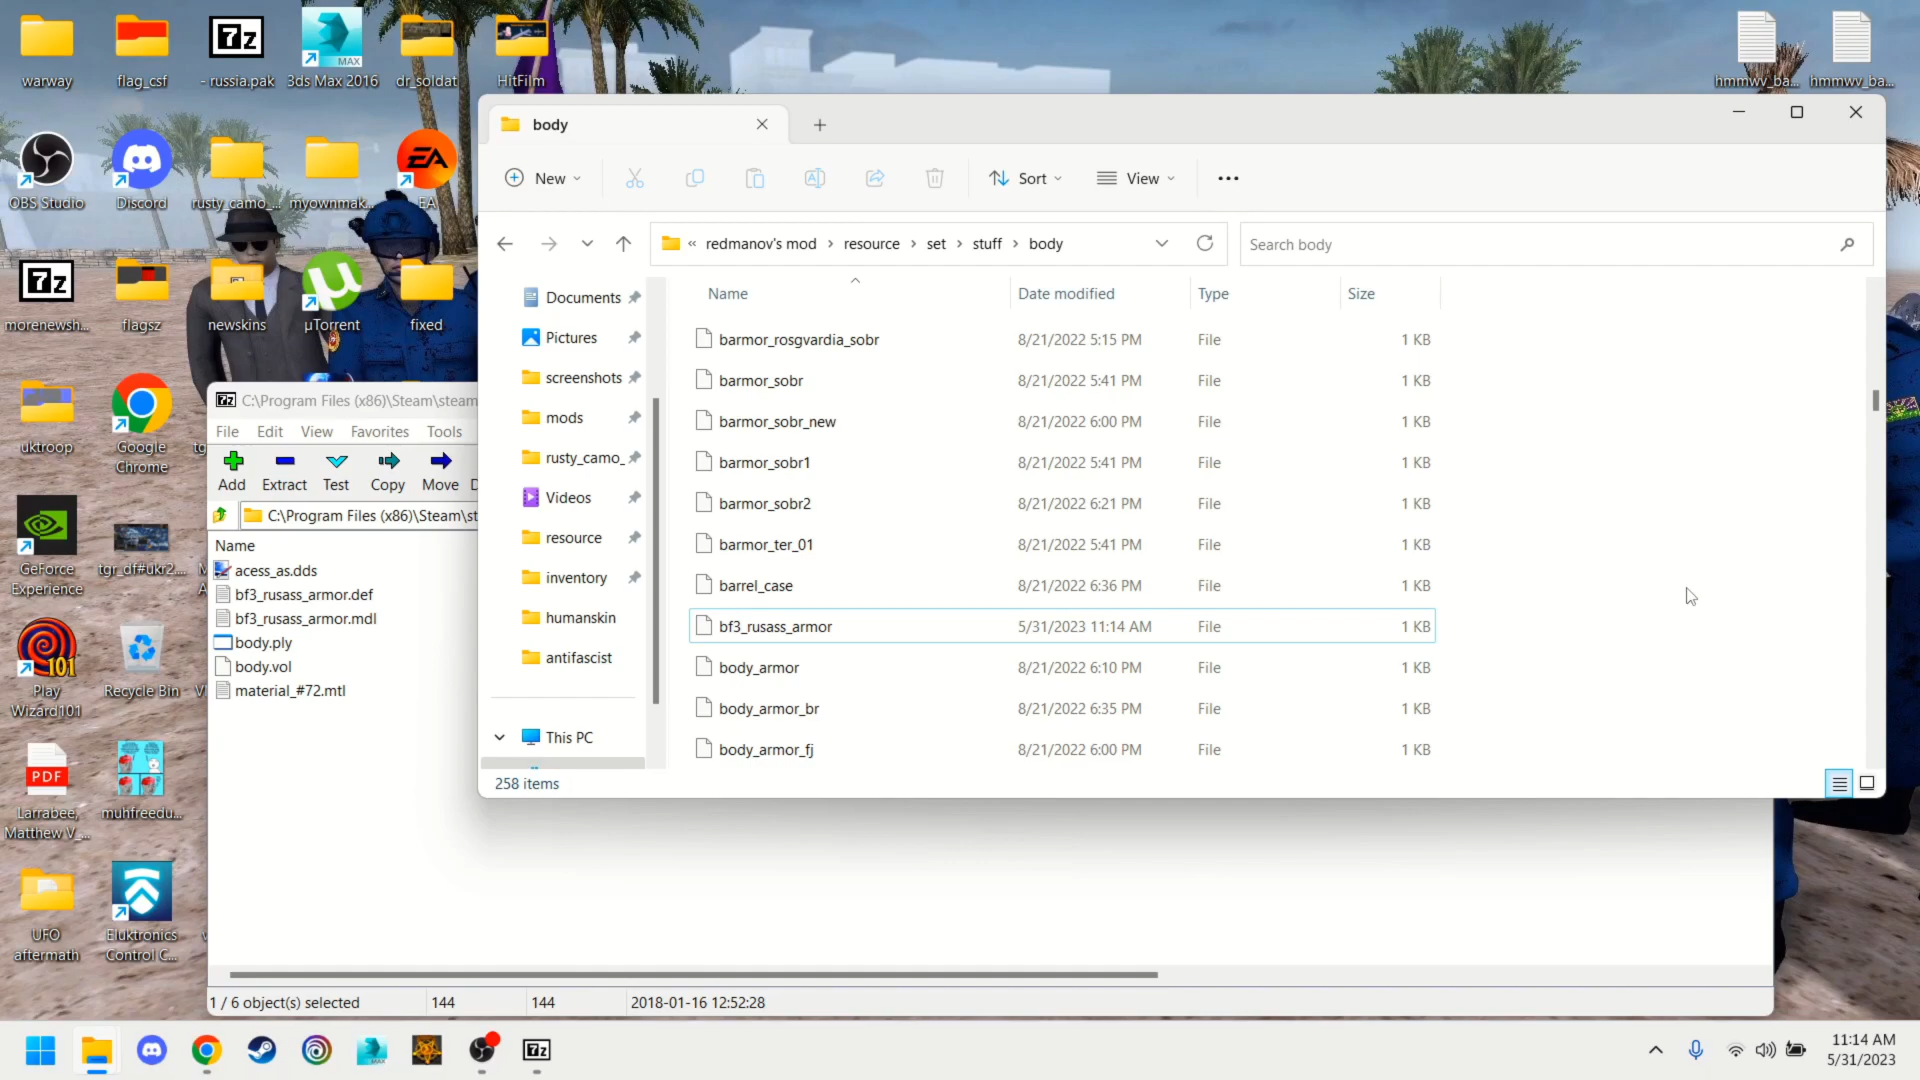 warway
flag_csf
- russia.pak
3ds Max 2016
dr_soldat
HitFilm
hmmwv_ba...
hmmwv_ba...
OBS Studio
Discord
rusty_camo_...
myownmak...
EA
morenewsh...
flagsz
newskins
µTorrent
fixed
uktroop
Google
Chrome
GeForce
Experience
tgr_df#ukr2....
Play
Wizard101
Recycle Bin
Larrabee,
Matthew V_...
muhfreedu...
UFO
aftermath
Eluktronics
Control C...
body
New
Sort
View
« redmanov's mod › resource › set › stuff › body
Search body
Documents
Pictures
screenshots
mods
rusty_camo_
Videos
resource
inventory
humanskin
antifascist
This PC
Name Date modified Type Size
barmor_rosgvardia_sobr 8/21/2022 5:15 PM File 1 KB
barmor_sobr 8/21/2022 5:41 PM File 1 KB
barmor_sobr_new 8/21/2022 6:00 PM File 1 KB
barmor_sobr1 8/21/2022 5:41 PM File 1 KB
barmor_sobr2 8/21/2022 6:21 PM File 1 KB
barmor_ter_01 8/21/2022 5:41 PM File 1 KB
barrel_case 8/21/2022 6:36 PM File 1 KB
bf3_rusass_armor 5/31/2023 11:14 AM File 1 KB
body_armor 8/21/2022 6:10 PM File 1 KB
body_armor_br 8/21/2022 6:35 PM File 1 KB
body_armor_fj 8/21/2022 6:00 PM File 1 KB
258 items
C:\Program Files (x86)\Steam\steam
File Edit View Favorites Tools
Add Extract Test Copy Move
C:\Program Files (x86)\Steam\st
Name
acess_as.dds
bf3_rusass_armor.def
bf3_rusass_armor.mdl
body.ply
body.vol
material_#72.mtl
1 / 6 object(s) selected 144 144 2018-01-16 12:52:28
11:14 AM
5/31/2023